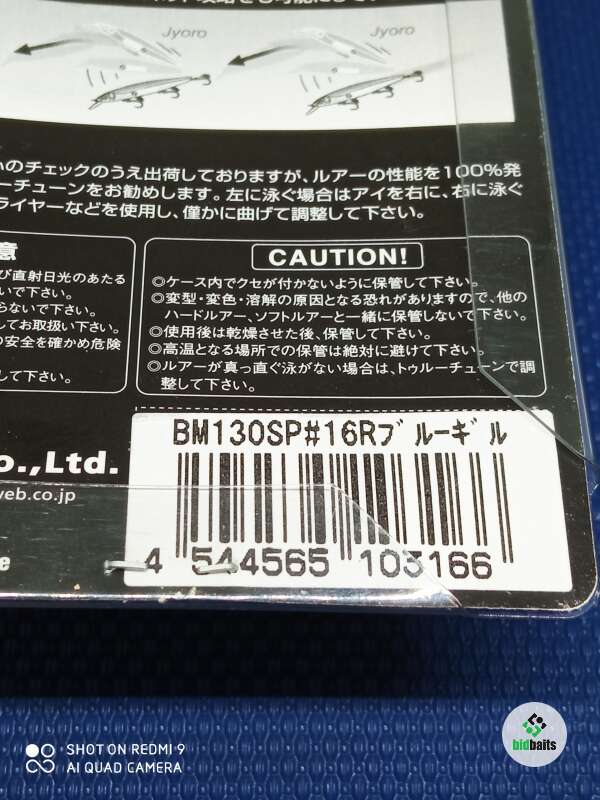 Jyoro Jyoro
いのチェックのうえ出荷しておりますが、ルアーの性能を100%発
ーチューンをお勧めします。左に泳ぐ場合はアイを右に、右に泳ぐ
ライヤーなどを使用し、僅かに曲げて調整して下さい。
意
び直射日光のあたる
いで下さい。
らないで下さい。
してお取扱い下さい。
の安全を確かめ危険
して下さい。
CAUTION!
◎ケース内でクセが付かないように保管して下さい。
◎変型・変色・溶解の原因となる恐れがありますので、他の
ハードルアー、ソフトルアーと一緒に保管しないで下さい。
◎使用後は乾燥させた後、保管して下さい。
◎高温となる場所での保管は絶対に避けて下さい。
◎ルアーが真っ直ぐ泳がない場合は、トゥルーチューンで調
整して下さい。
o.,Ltd.
yeb.co.jp
e
BM130SP#16Rブルーギル
4 544565 103166
SHOT ON REDMI 9
AI QUAD CAMERA
bidbaits